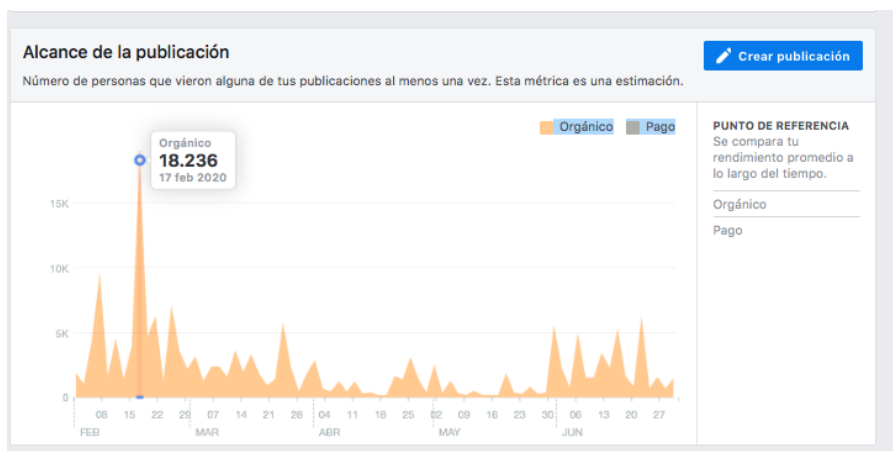 Alcance de la publicación
Crear publicación
Número de personas que vieron alguna de tus publicaciones al menos una vez. Esta métrica es una estimación.
Orgánico
18.236
17 feb 2020
Orgánico Pago
15K
10K
5K
0
08 15 22 29 07 14 21 28 04 11 18 25 02 09 16 23 30 06 13 20 27
FEB MAR ABR MAY JUN
PUNTO DE REFERENCIA
Se compara tu
rendimiento promedio a
lo largo del tiempo.
Orgánico
Pago